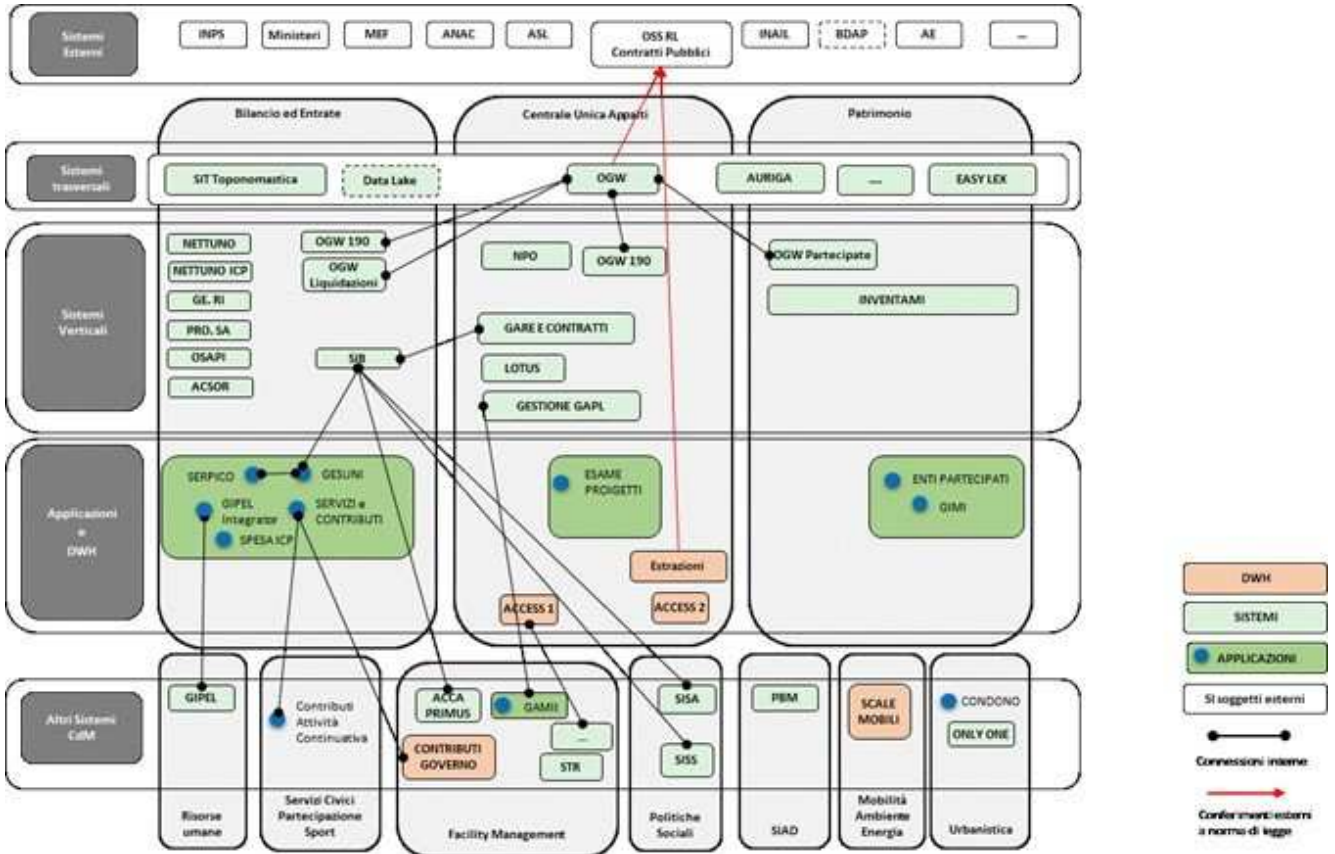 Sistemi
Esterni
INPS
Ministeri
MEF
ANAC
ASL
OSS RL
Contratti Pubblici
INAIL
BDAP
AE
...
Bilancio ed Entrate
Centrale Unica Appalti
Patrimonio
Sistemi
trasversali
SIT Toponomastica
Data Lake
OGW
AURIGA
....
EASY LEX
Sistemi
Verticali
NETTUNO
NETTUNO ICP
GE. RI
PRO. SA
OSAPI
ACSOR
OGW 190
OGW
Liquidazioni
SIB
NPO
OGW 190
GARE E CONTRATTI
LOTUS
GESTIONE GAPL
OGW Partecipate
INVENTAMI
Applicazioni
e
DWH
SERPICO
GESLINI
GIPEL
Integrasse
SERVIZI e
CONTRIBUTI
SPESA ICP
ESAME
PROIGETTI
ENTI PARTECIPATI
GIMI
Estrazioni
ACCESS 1
ACCESS 2
Altri Sistemi
CdM
GIPEL
Contributi
Attività
Continuativa
ACCA
PRIMUS
GAMII
...
CONTRIBUTI
GOVERNO
STR
SISA
SISS
PBM
SCALE
MOBILI
CONDONO
ONLY ONE
Risorse
umane
Servizi Civici
Partecipazione
Sport
Facility Management
Politiche
Sociali
SIAD
Mobilità
Ambiente
Energia
Urbanistica
DWH
SISTEMI
APPLICAZIONI
SI soggetti esterni
Connessioni interne
Conferimenti esterni
a norma di legge